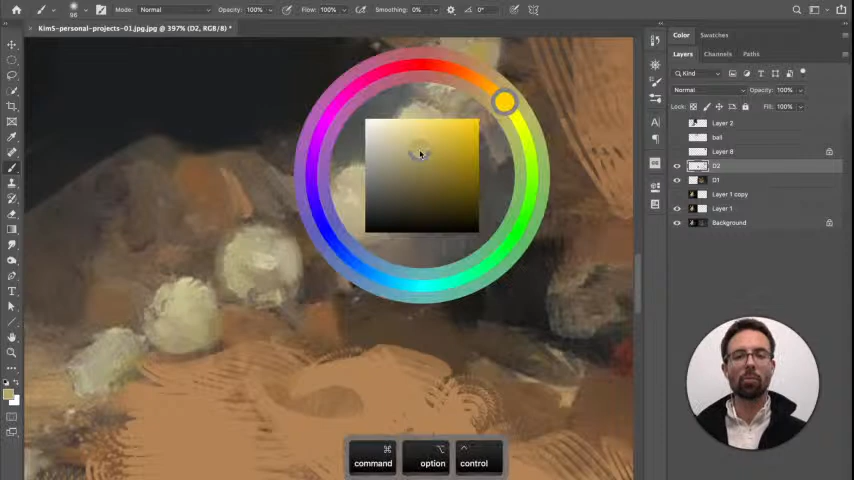 86 Mode: Normal Opacity: 100% Flow: 100% Smoothing: 0% 0°
× KimS-personal-projects-01.jpg.jpg @ 397% (D2, RGB/8) *
Color Swatches
Layers Channels Paths
Kind
Normal Opacity: 100%
Lock: Fill: 100%
Layer 2
ball
Layer 8
D2
D1
Layer 1 copy
Layer 1
Background
command option control